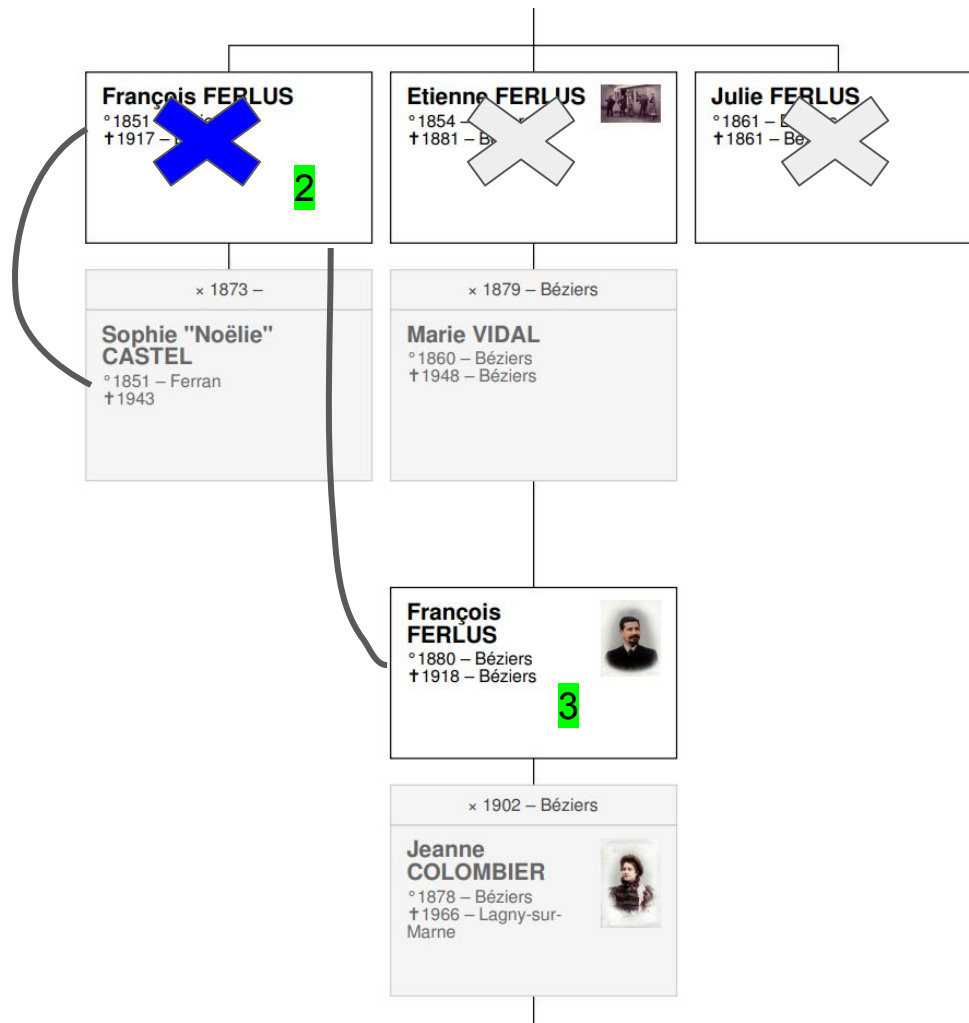 François FERLUS
°1851
✝1917 –
2
Etienne FERLUS
°1854 –
✝1881 –
Julie FERLUS
°1861 –
✝1861 –
× 1873 –
Sophie "Noëlie"
CASTEL
°1851 – Ferran
✝1943
× 1879 – Béziers
Marie VIDAL
°1860 – Béziers
✝1948 – Béziers
François
FERLUS
°1880 – Béziers
✝1918 – Béziers
3
× 1902 – Béziers
Jeanne
COLOMBIER
°1878 – Béziers
✝1966 – Lagny-sur-
Marne